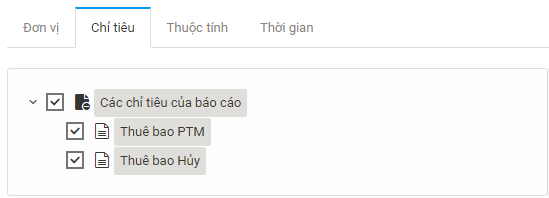 Đơn vị Chỉ tiêu Thuộc tính Thời gian
Các chỉ tiêu của báo cáo
Thuê bao PTM
Thuê bao Hủy